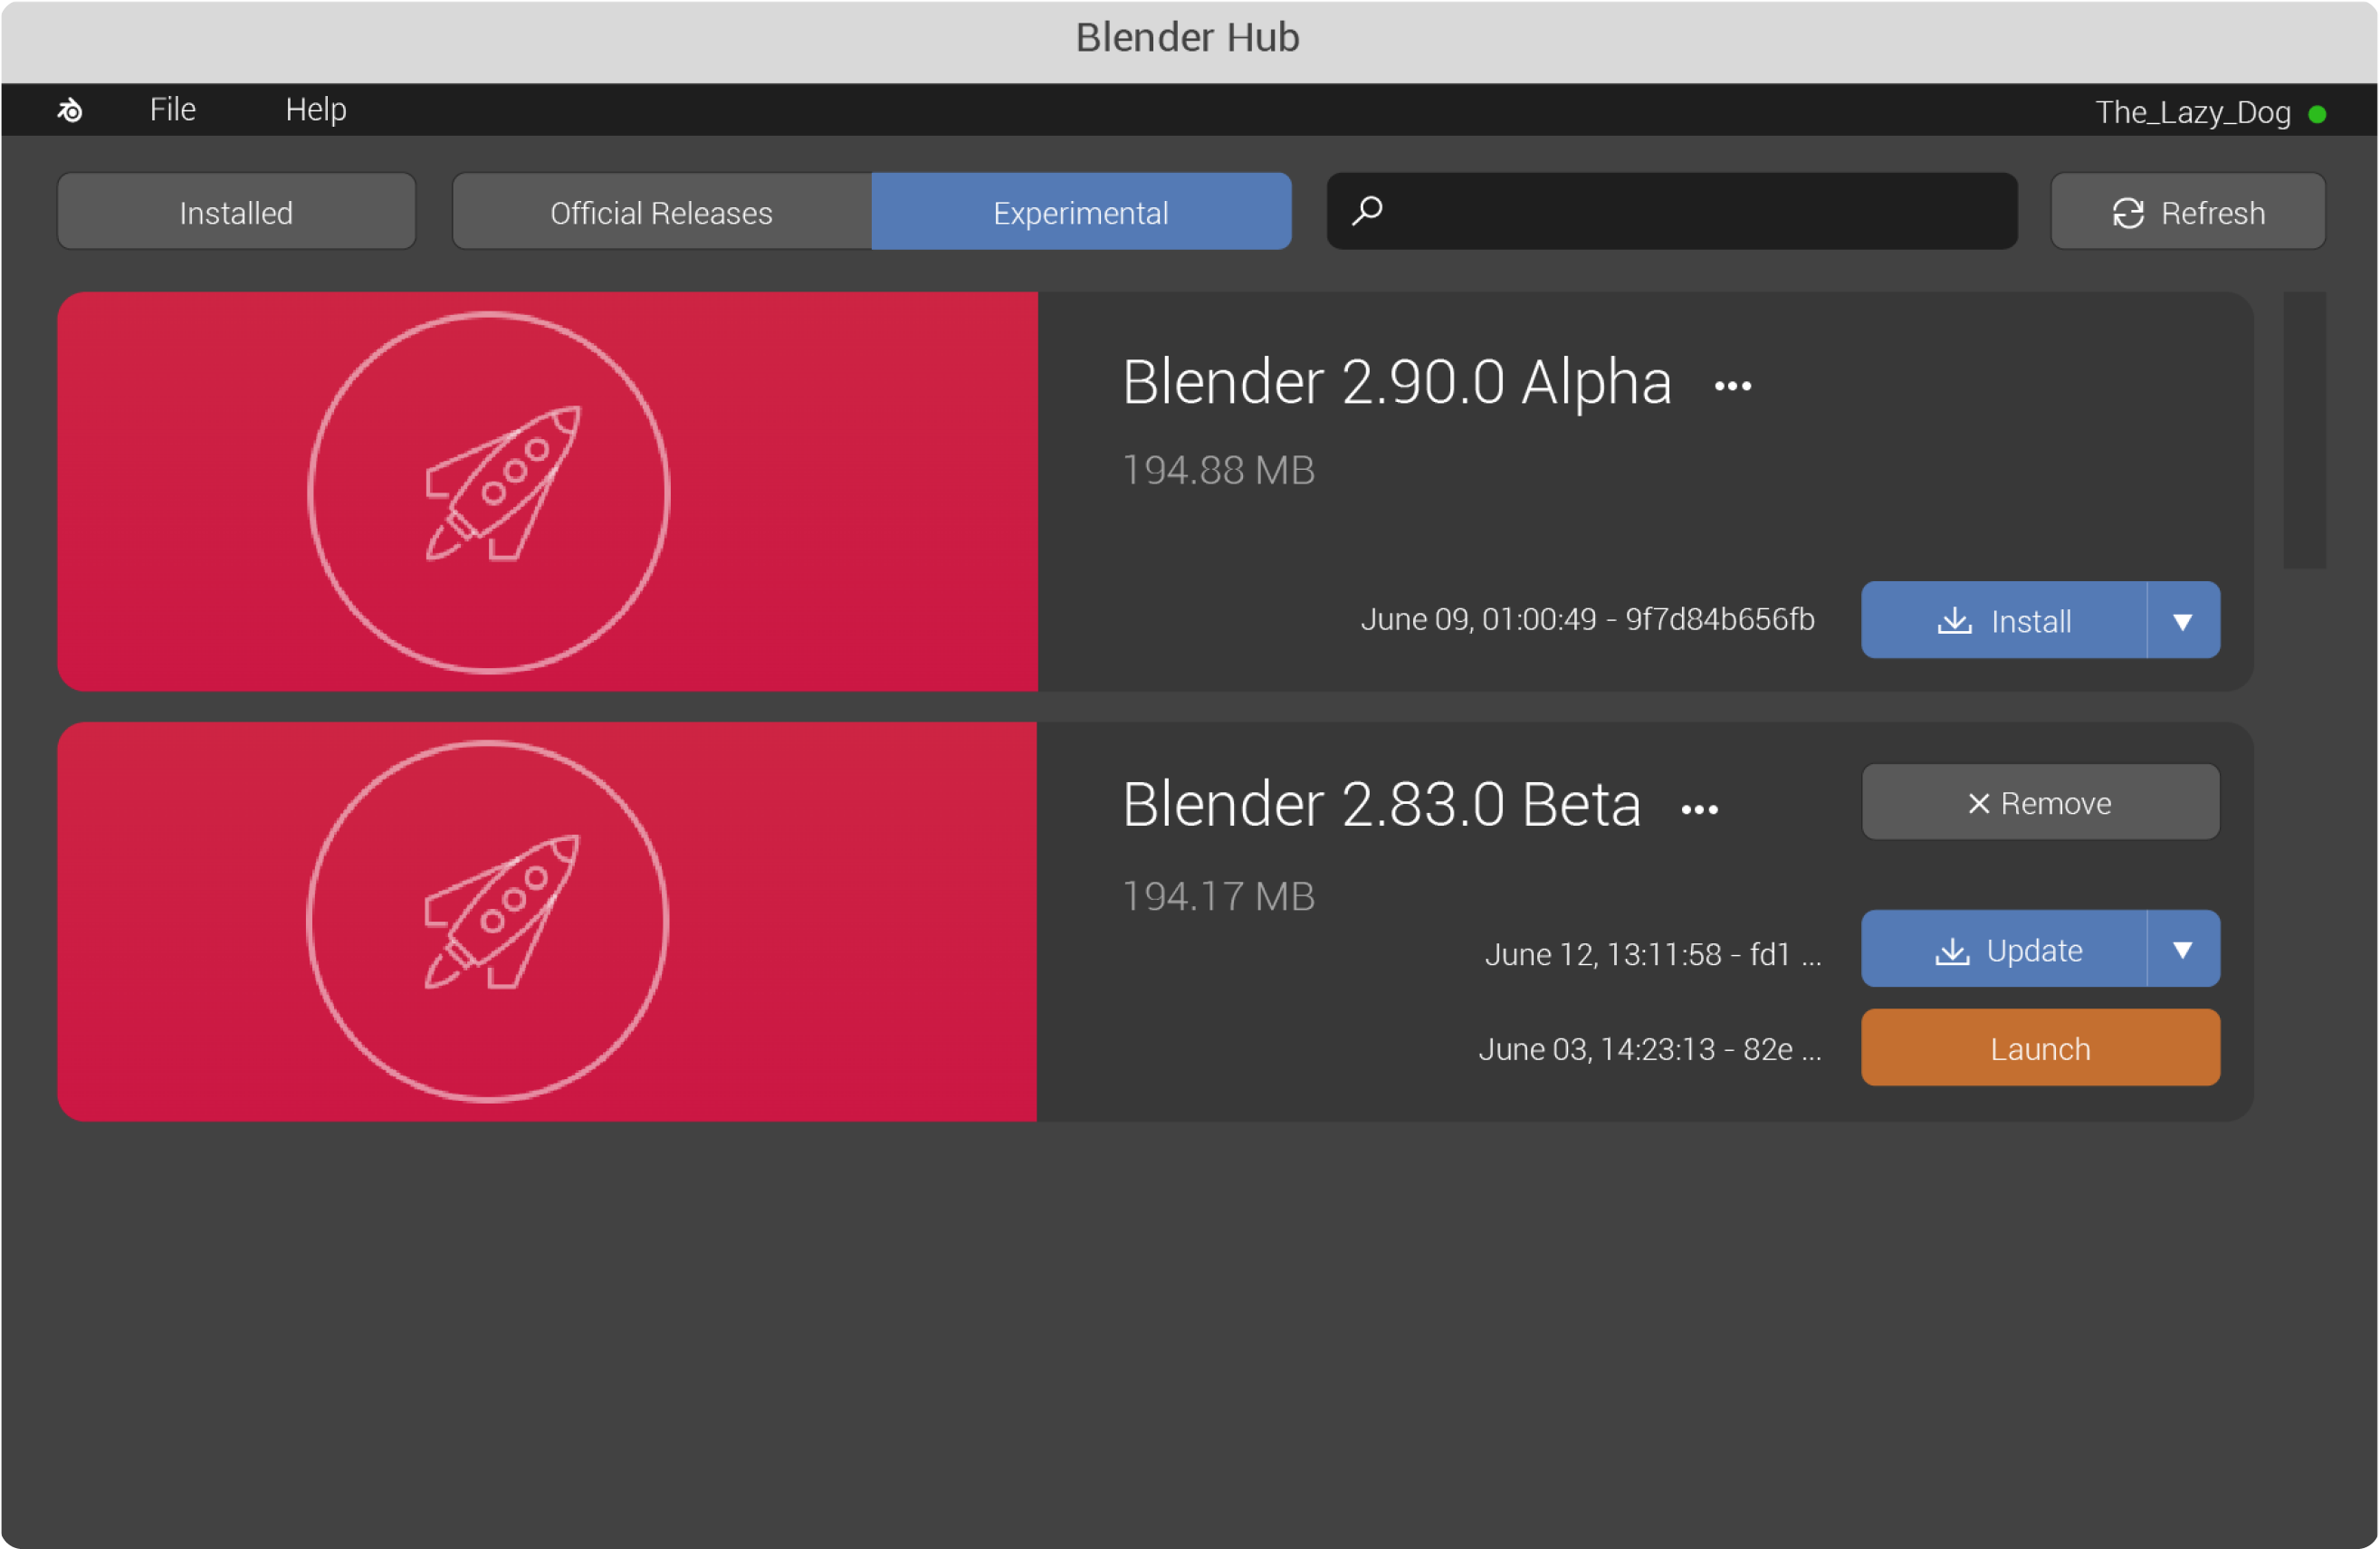 Blender Hub
File Help The_Lazy_Dog
Installed Official Releases Experimental Refresh
Blender 2.90.0 Alpha •••
194.88 MB
June 09, 01:00:49 - 9f7d84b656fb Install
Blender 2.83.0 Beta •••
Remove
194.17 MB
June 12, 13:11:58 - fd1 ... Update
June 03, 14:23:13 - 82e ... Launch